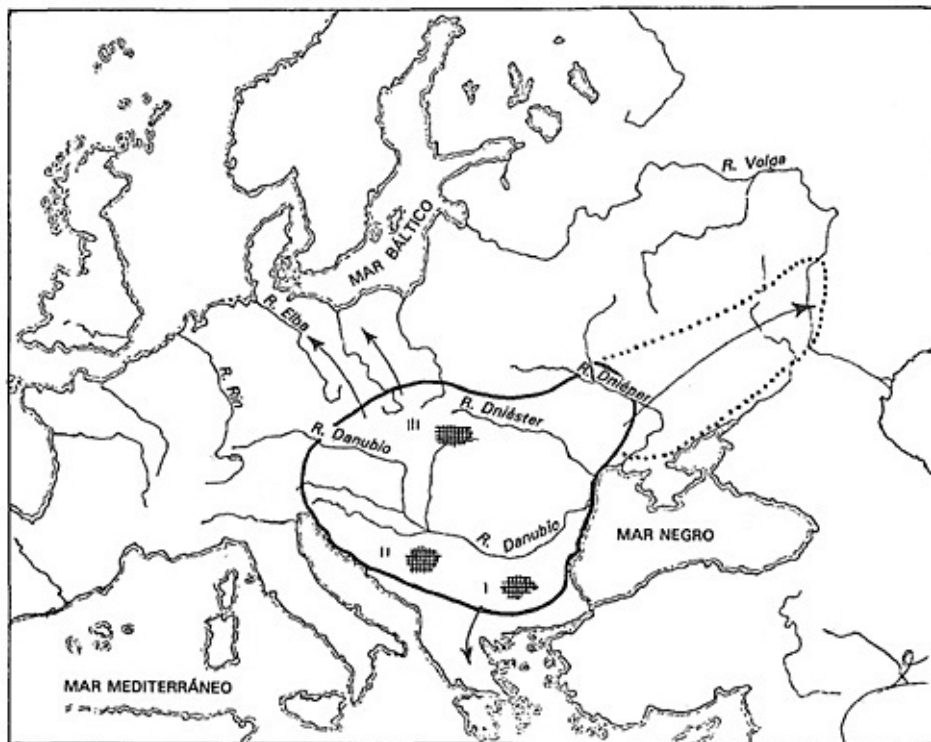 R. Volga
MAR BÁLTICO
R. Elba
R. Rin
R. Dniéper
R. Dniéster
III
R. Danubio
R. Danubio
MAR NEGRO
II
I
MAR MEDITERRÁNEO